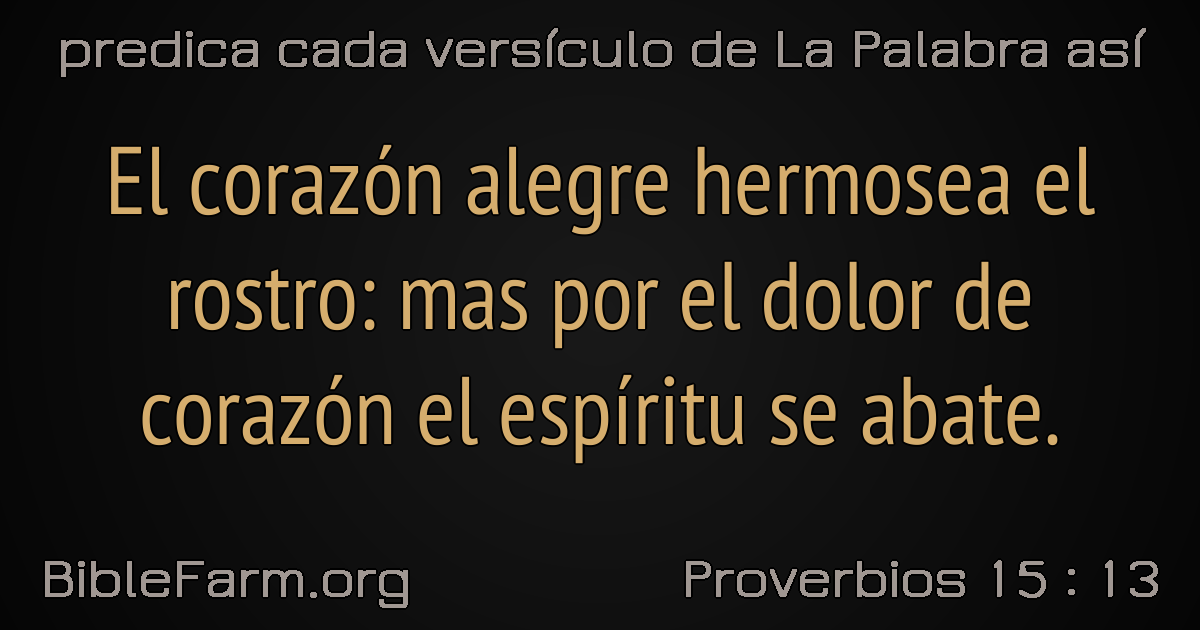 predica cada versículo de La Palabra así
El corazón alegre hermosea el
rostro: mas por el dolor de
corazón el espíritu se abate.
BibleFarm.org
Proverbios 15 : 13